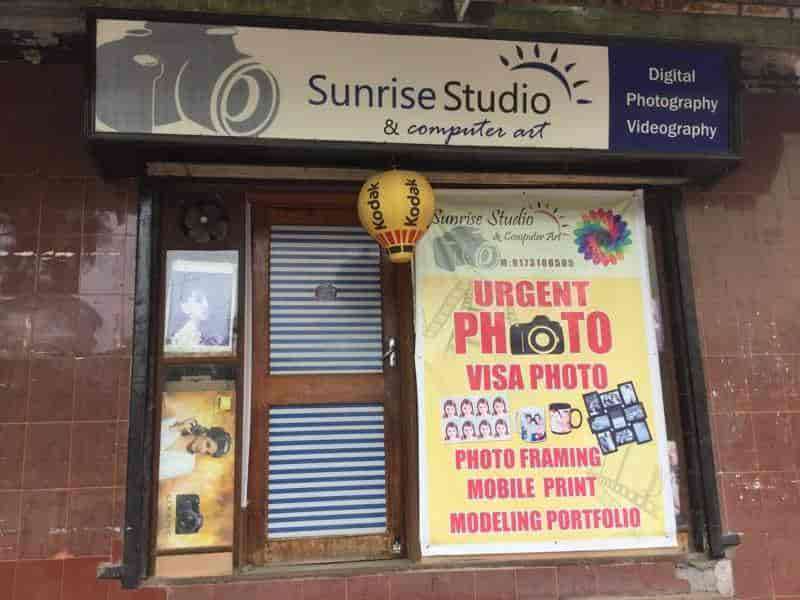 Sunrise Studio
& computer art
Digital
Photography
Videography
Kodak
Kodak
Sunrise Studio
& Computer Art
URGENT
PHOTO
VISA PHOTO
PHOTO FRAMING
MOBILE PRINT
MODELING PORTFOLIO